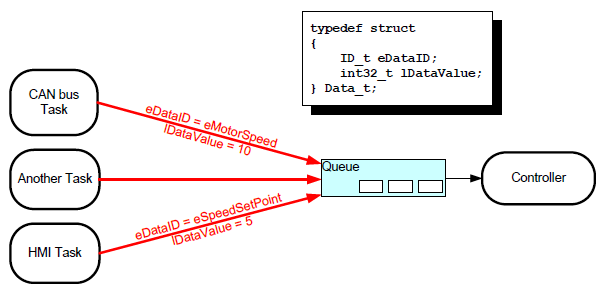 typedef struct
{
ID_t eDataID;
int32_t lDataValue;
} Data_t;
CAN bus
Task
eDataID = eMotorSpeed
lDataValue = 10
Another Task
Queue
Controller
eDataID = eSpeedSetPoint
lDataValue = 5
HMI Task